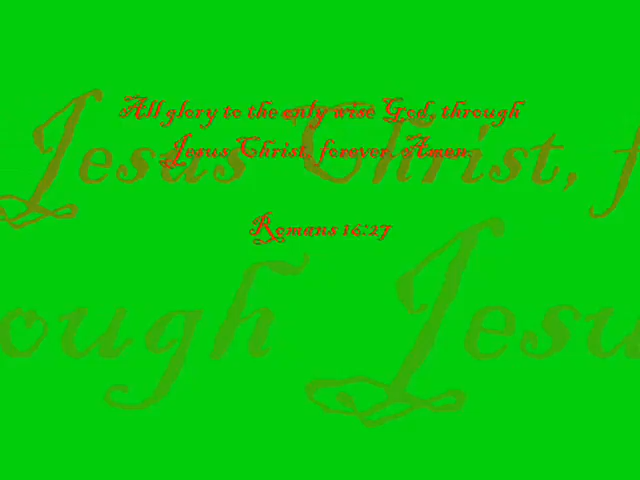 All glory to the only wise God, through
Jesus Christ, forever. Amen.
Romans 16:27
Jesus Christ, f
ough Jesu